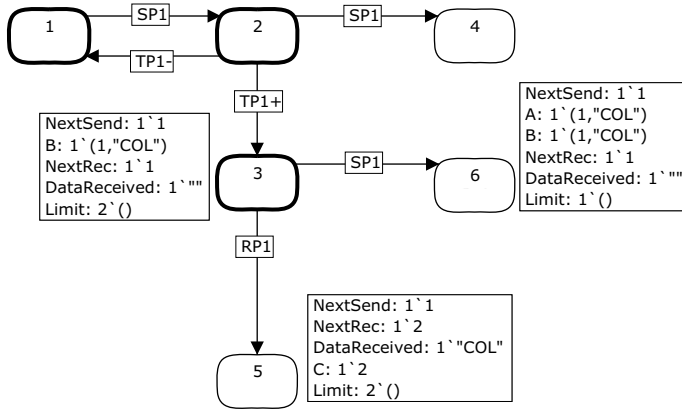 1
SP1
2
SP1
4
TP1-
TP1+
NextSend: 1`1
B: 1`(1,"COL")
NextRec: 1`1
DataReceived: 1`""
Limit: 2`()
3
SP1
6
NextSend: 1`1
A: 1`(1,"COL")
B: 1`(1,"COL")
NextRec: 1`1
DataReceived: 1`""
Limit: 1`()
RP1
5
NextSend: 1`1
NextRec: 1`2
DataReceived: 1`"COL"
C: 1`2
Limit: 2`()